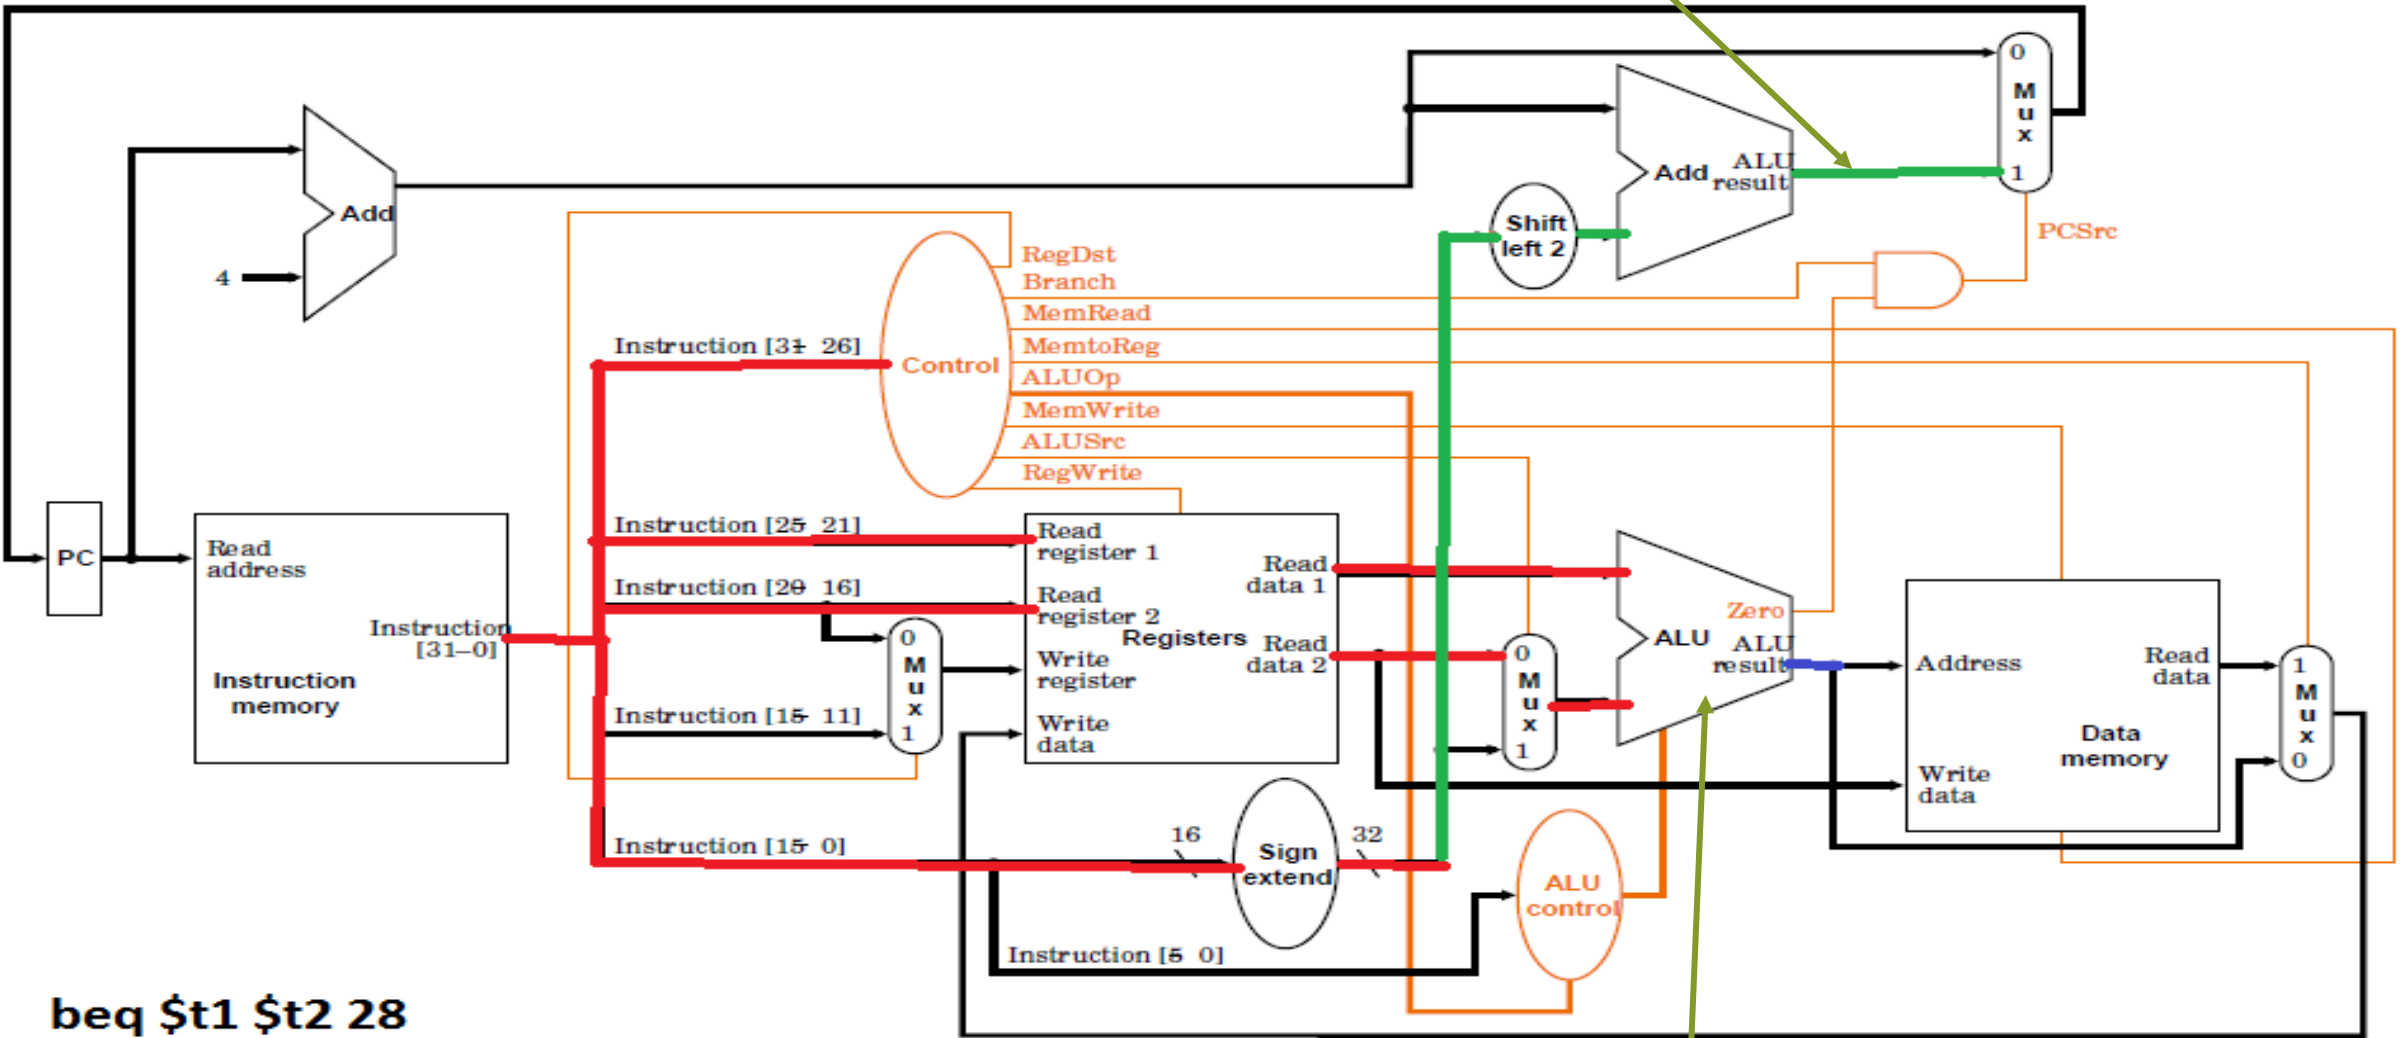 0
M
u
x
1
Add
ALU
result
Shift
left 2
Add
4
PCSrc
RegDst
Branch
MemRead
MemtoReg
ALUOp
MemWrite
ALUSrc
RegWrite
Control
Instruction [31 26]
Instruction [25 21]
Instruction [20 16]
Instruction [15 11]
Instruction [15 0]
PC
Read
address
Instruction
[31–0]
Instruction
memory
0
M
u
x
1
Read
register 1
Read
register 2
Write
register
Write
data
Registers
Read
data 1
Read
data 2
0
M
u
x
1
Zero
ALU
ALU
result
Address
Write
data
Read
data
Data
memory
1
M
u
x
0
16
Sign
extend
32
ALU
control
Instruction [5 0]
beq $t1 $t2 28